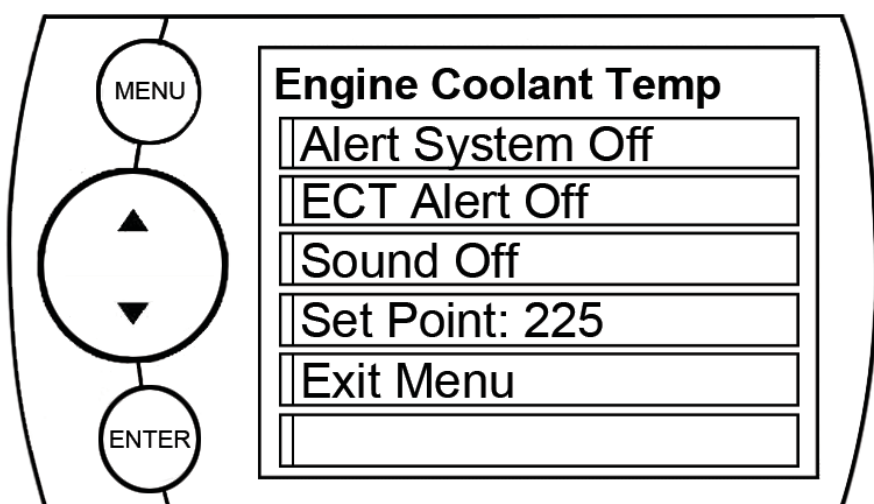 MENU
Engine Coolant Temp
Alert System Off
ECT Alert Off
Sound Off
Set Point: 225
Exit Menu
ENTER